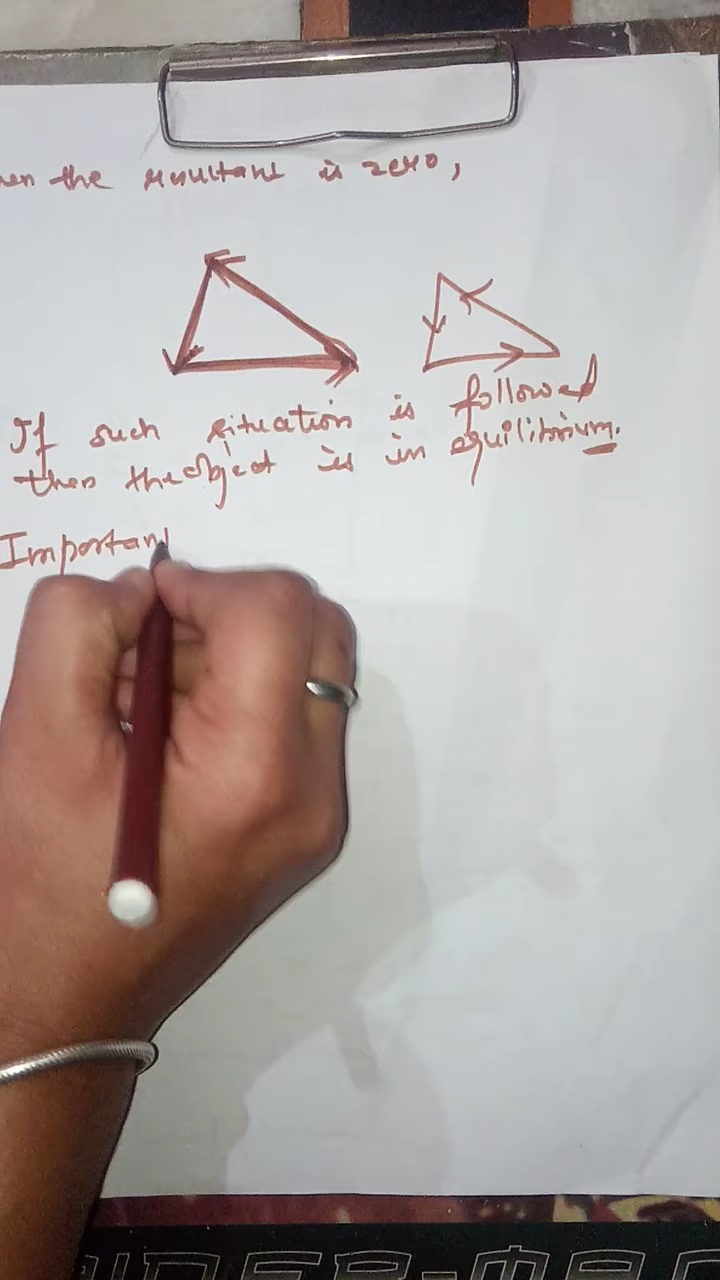 the resultant is zero,
If such situation is followed
then the object is in equilibrium.
Important